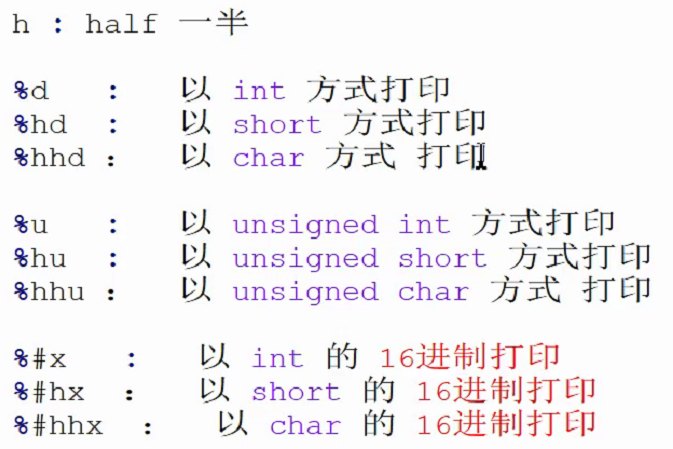 h : half 一半
%d : 以 int 方式打印
%hd : 以 short 方式打印
%hhd : 以 char 方式 打印
%u : 以 unsigned int 方式打印
%hu : 以 unsigned short 方式打印
%hhu : 以 unsigned char 方式 打印
%#x : 以 int 的 16进制打印
%#hx : 以 short 的 16进制打印
%#hhx : 以 char 的 16进制打印